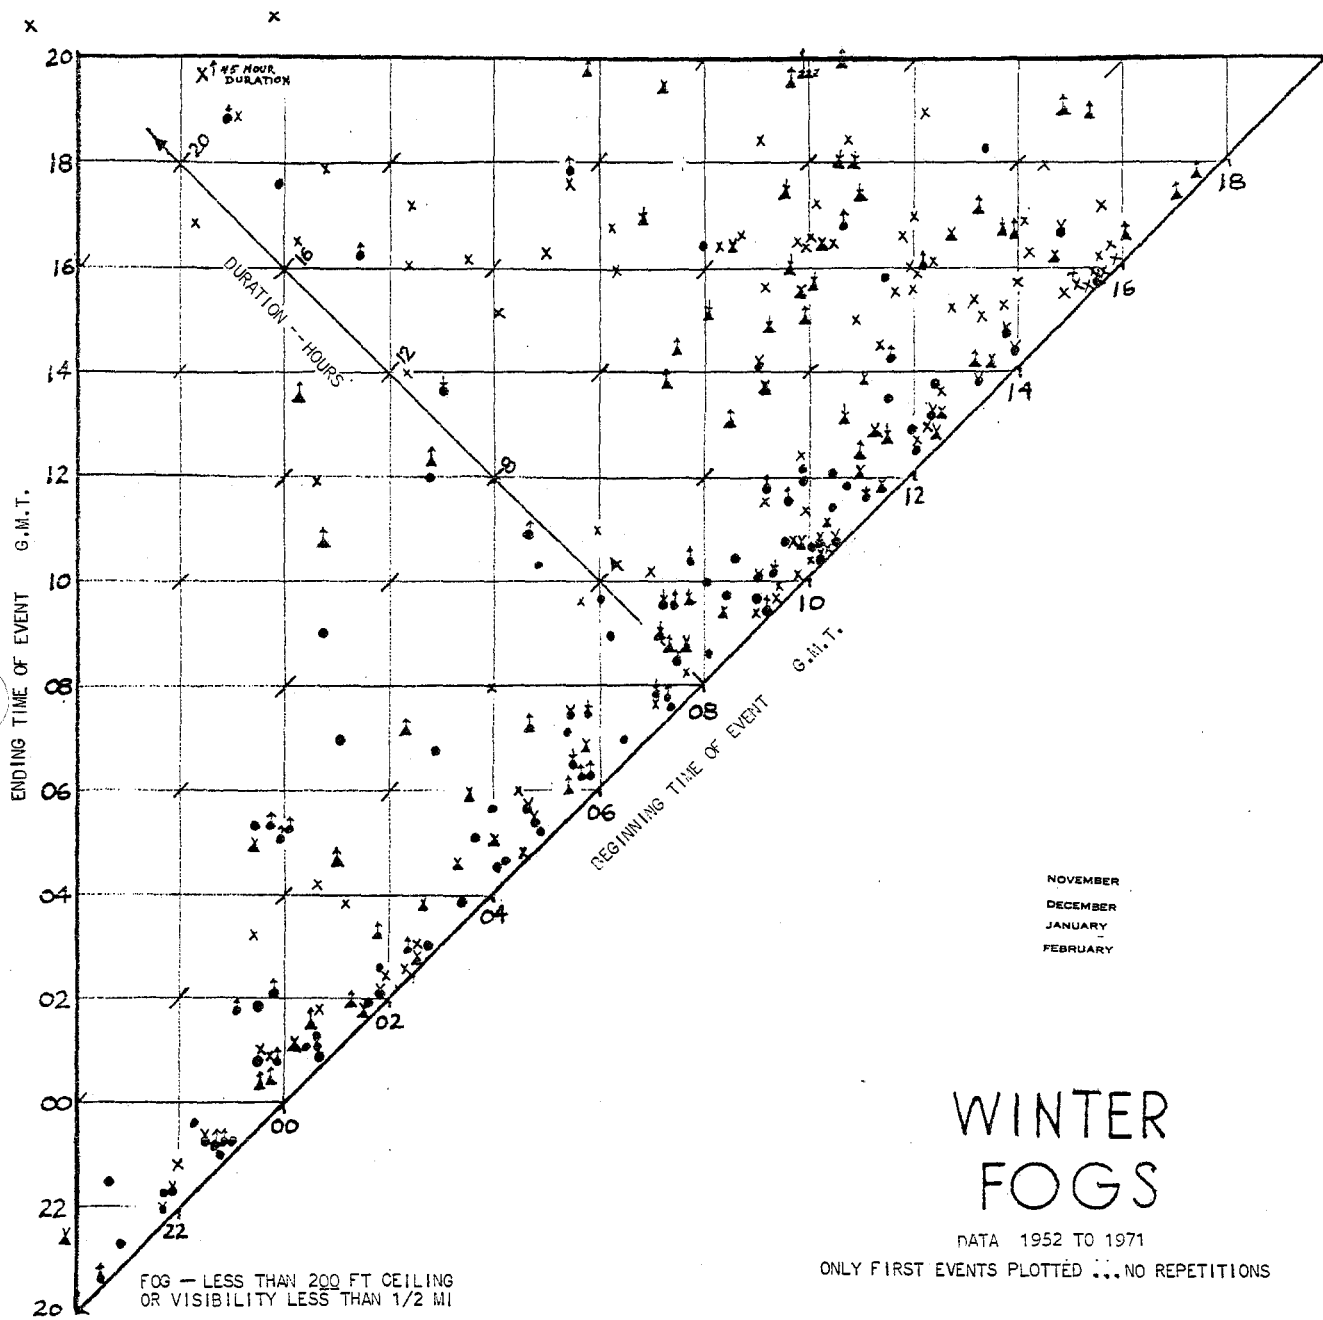 20
45 HOUR
DURATION
20
222
18
18
16
16
16
DURATION -- HOURS
12
14
14
8
12
12
10
10
G.M.T.
ENDING TIME OF EVENT G.M.T.
08
08
BEGINNING TIME OF EVENT
06
06
04
04
NOVEMBER
DECEMBER
JANUARY
FEBRUARY
02
02
00
00
WINTER
FOGS
22
22
DATA 1952 TO 1971
ONLY FIRST EVENTS PLOTTED ... NO REPETITIONS
FOG — LESS THAN 200 FT CEILING
OR VISIBILITY LESS THAN 1/2 MI
20